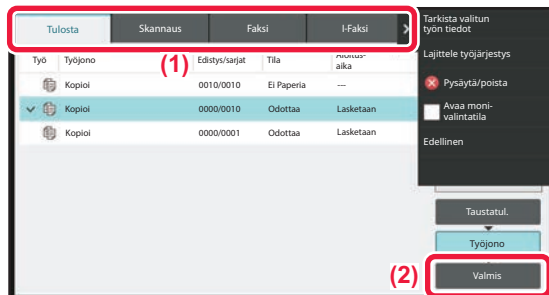 Tulosta
Skannaus
Faksi
I-Faksi
(1)
Työ Työjono Edistys/sarjat Tila Aloitus-
aika
Kopioi 0010/0010 Ei Paperia ---
Kopioi 0000/0010 Odottaa Lasketaan
Kopioi 0000/0001 Odottaa Lasketaan
Tarkista valitun
työn tiedot
Lajittele työjärjestys
Pysäytä/poista
Avaa moni-
valintatila
Edellinen
Taustatul.
Työjono
(2)
Valmis